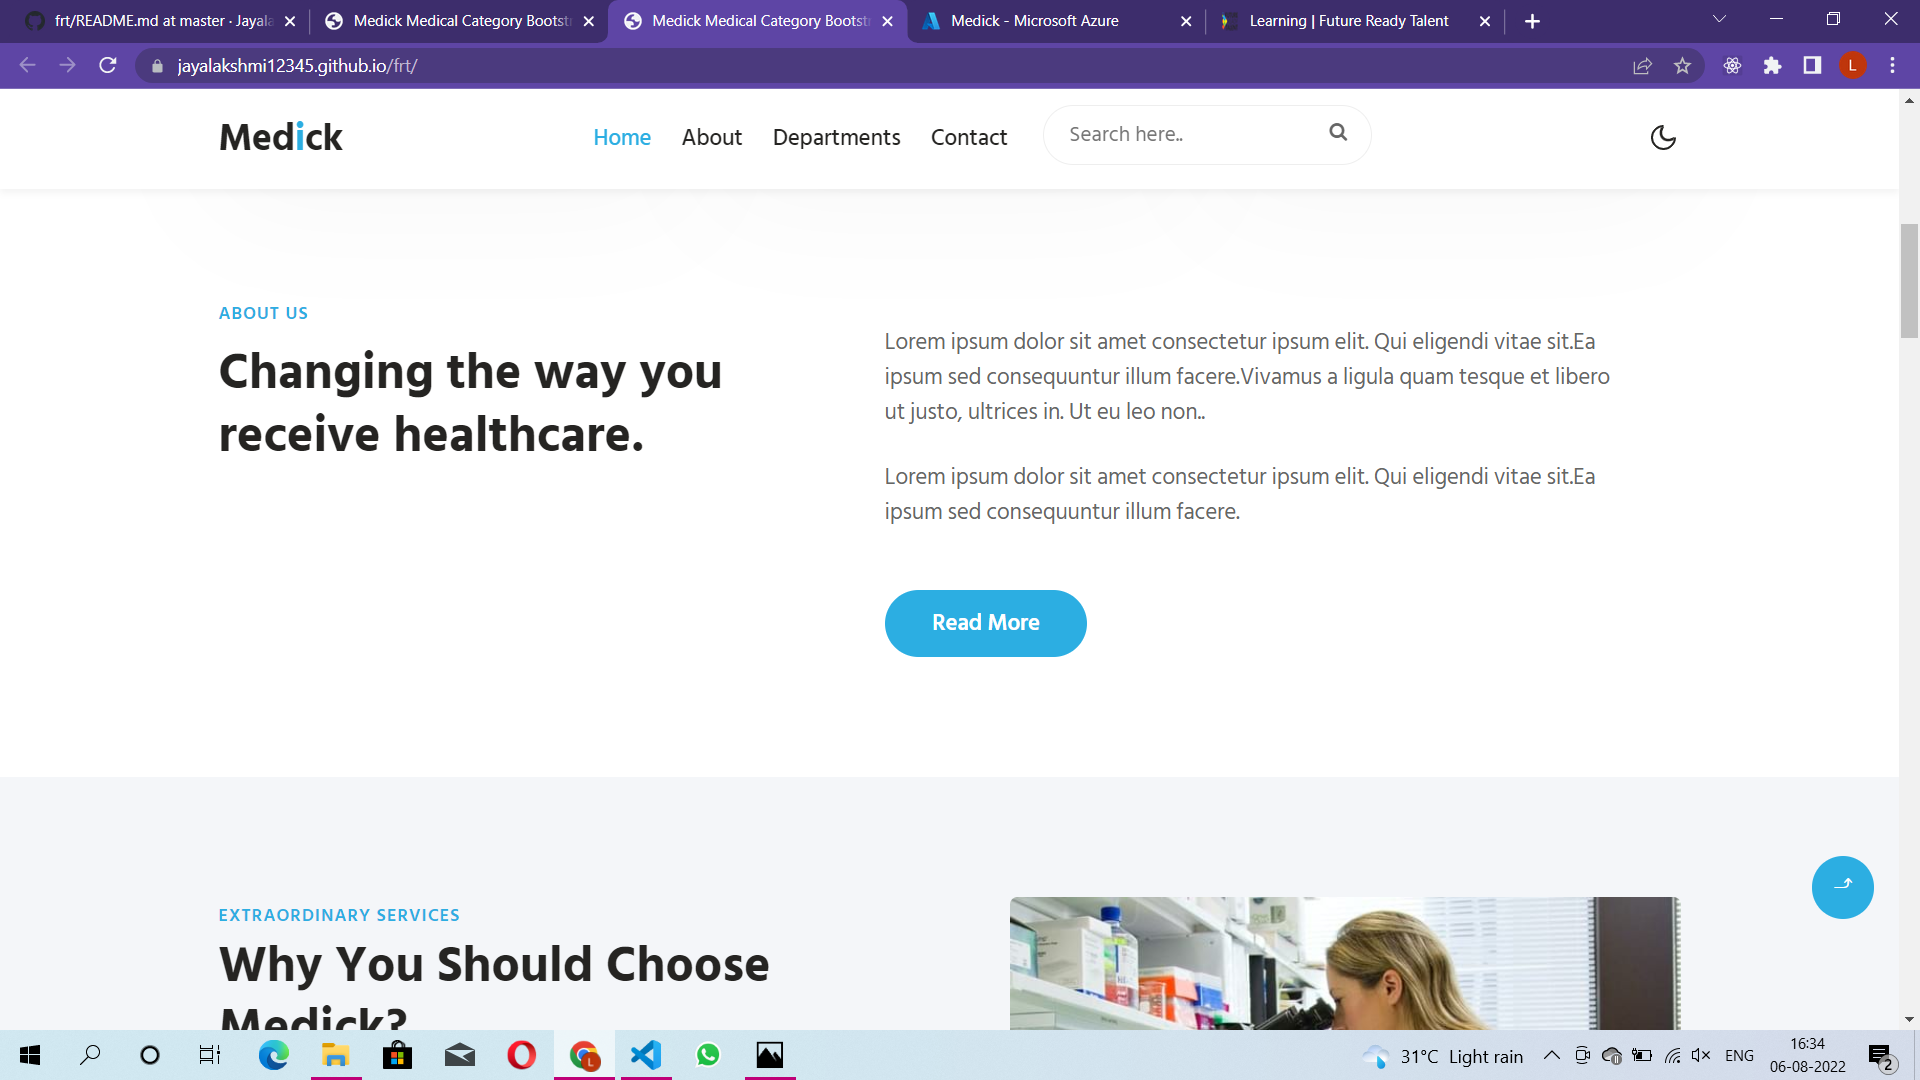 frt/README.md at master · Jayala
Medick Medical Category Bootst
Medick Medical Category Bootst
Medick - Microsoft Azure
Learning | Future Ready Talent
jayalakshmi12345.github.io/frt/
L
Medick
Home
About
Departments
Contact
Search here..
ABOUT US
Changing the way you
receive healthcare.
Lorem ipsum dolor sit amet consectetur ipsum elit. Qui eligendi vitae sit.Ea
ipsum sed consequuntur illum facere.Vivamus a ligula quam tesque et libero
ut justo, ultrices in. Ut eu leo non..
Lorem ipsum dolor sit amet consectetur ipsum elit. Qui eligendi vitae sit.Ea
ipsum sed consequuntur illum facere.
Read More
EXTRAORDINARY SERVICES
Why You Should Choose
Medick?
L
31°C Light rain
ENG
16:34
06-08-2022
2